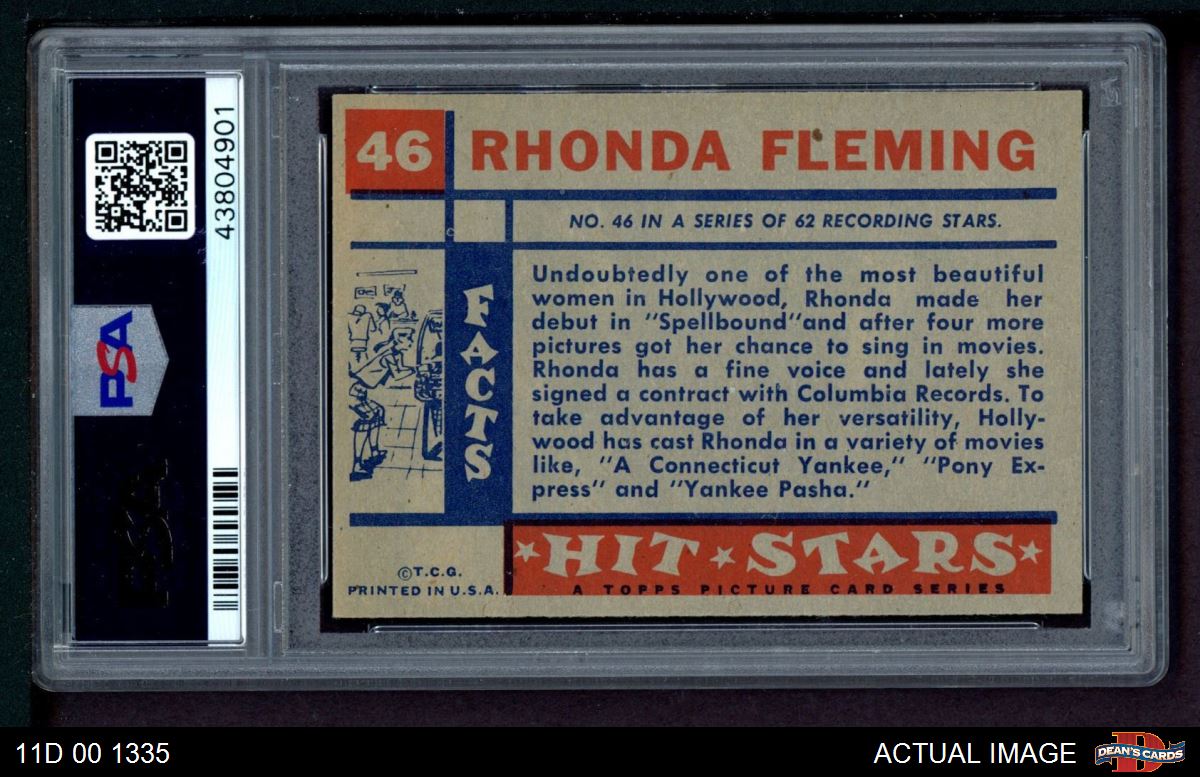 43804901
PSA
46
RHONDA FLEMING
NO. 46 IN A SERIES OF 62 RECORDING STARS.
FACTS
Undoubtedly one of the most beautiful
women in Hollywood, Rhonda made her
debut in "Spellbound"and after four more
pictures got her chance to sing in movies.
Rhonda has a fine voice and lately she
signed a contract with Columbia Records. To
take advantage of her versatility, Holly-
wood has cast Rhonda in a variety of movies
like, "A Connecticut Yankee," "Pony Ex-
press" and "Yankee Pasha."
HIT STARS
A TOPPS PICTURE CARD SERIES
©T.C.G.
PRINTED IN U.S.A.
11D 00 1335
ACTUAL IMAGE
DEAN'S CARDS